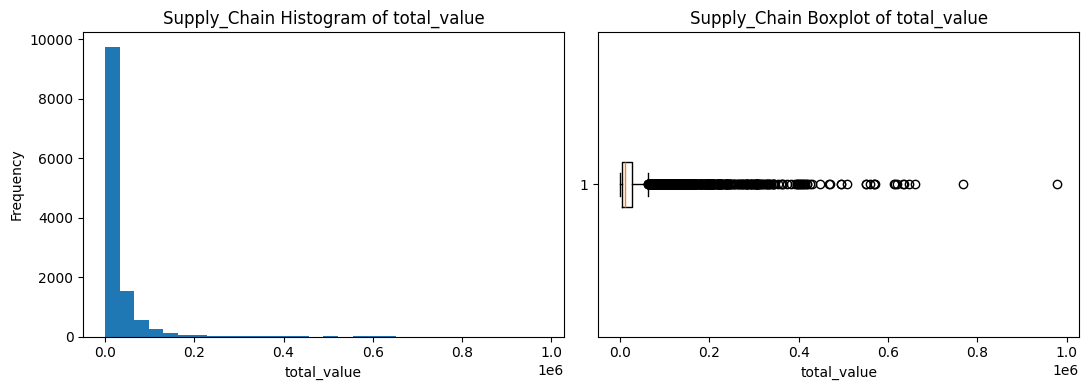 Supply_Chain Histogram of total_value
Frequency
10000
8000
6000
4000
2000
0
0.0 0.2 0.4 0.6 0.8 1.0
1e6
total_value
Supply_Chain Boxplot of total_value
1
0.0 0.2 0.4 0.6 0.8 1.0
1e6
total_value